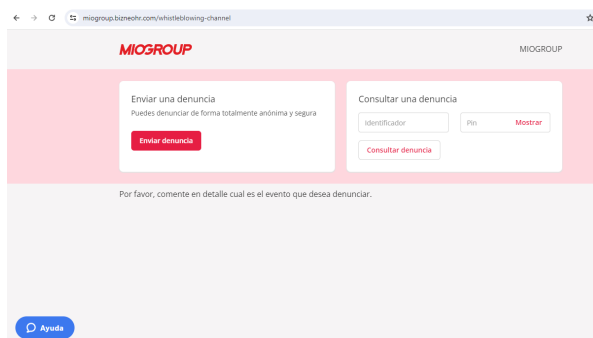 miogroup.bizneohr.com/whistleblowing-channel
MIOGROUP
MIOGROUP
Enviar una denuncia
Puedes denunciar de forma totalmente anónima y segura
Enviar denuncia
Consultar una denuncia
Identificador
Pin
Mostrar
Consultar denuncia
Por favor, comente en detalle cual es el evento que desea denunciar.
Ayuda